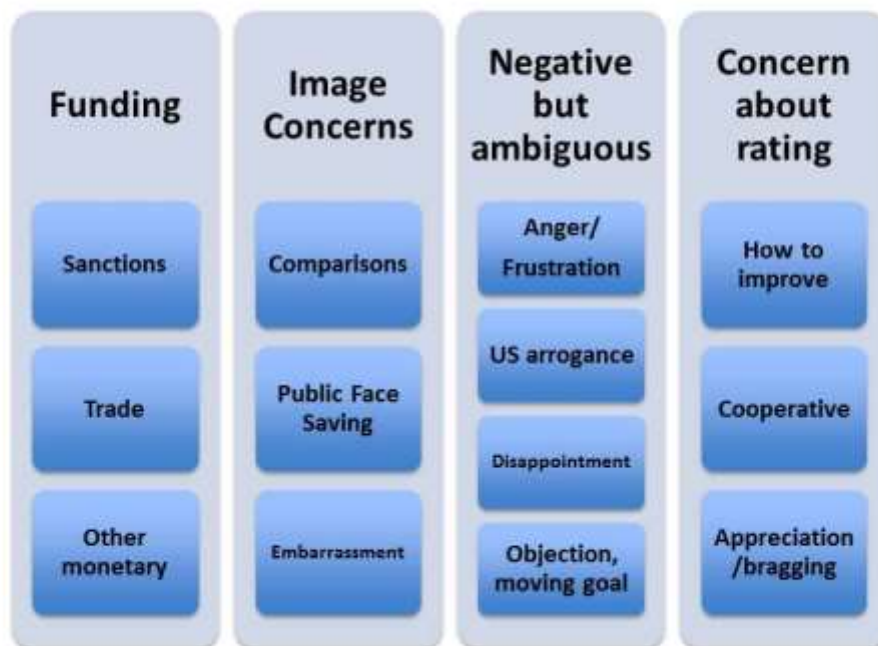 Funding
Sanctions
Trade
Other
monetary
Image
Concerns
Comparisons
Public Face
Saving
Embarrassment
Negative
but
ambiguous
Anger/
Frustration
US arrogance
Disappointment
Objection,
moving goal
Concern
about
rating
How to
improve
Cooperative
Appreciation
/bragging